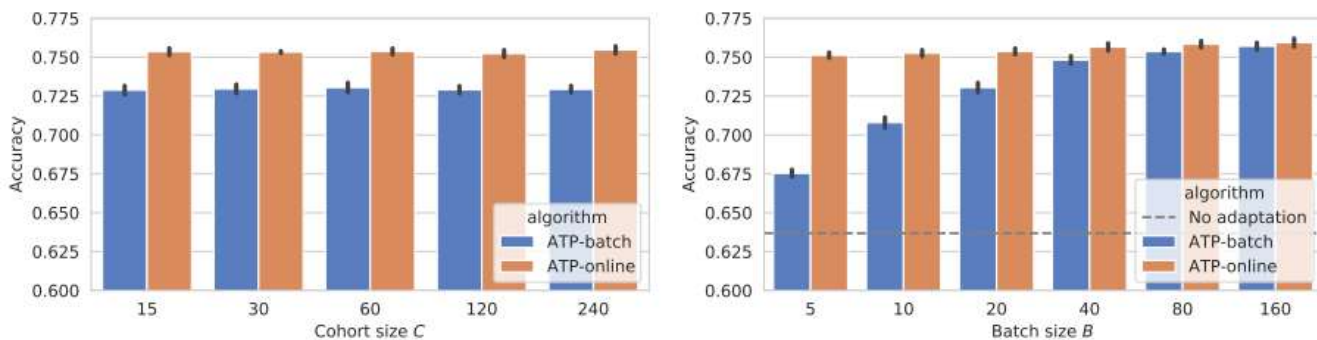 0.775
0.750
0.725
0.700
0.675
0.650
0.625
0.600
Accuracy
15 30 60 120 240
Cohort size C
algorithm
ATP-batch
ATP-online
0.775
0.750
0.725
0.700
0.675
0.650
0.625
0.600
Accuracy
5 10 20 40 80 160
Batch size B
algorithm
No adaptation
ATP-batch
ATP-online